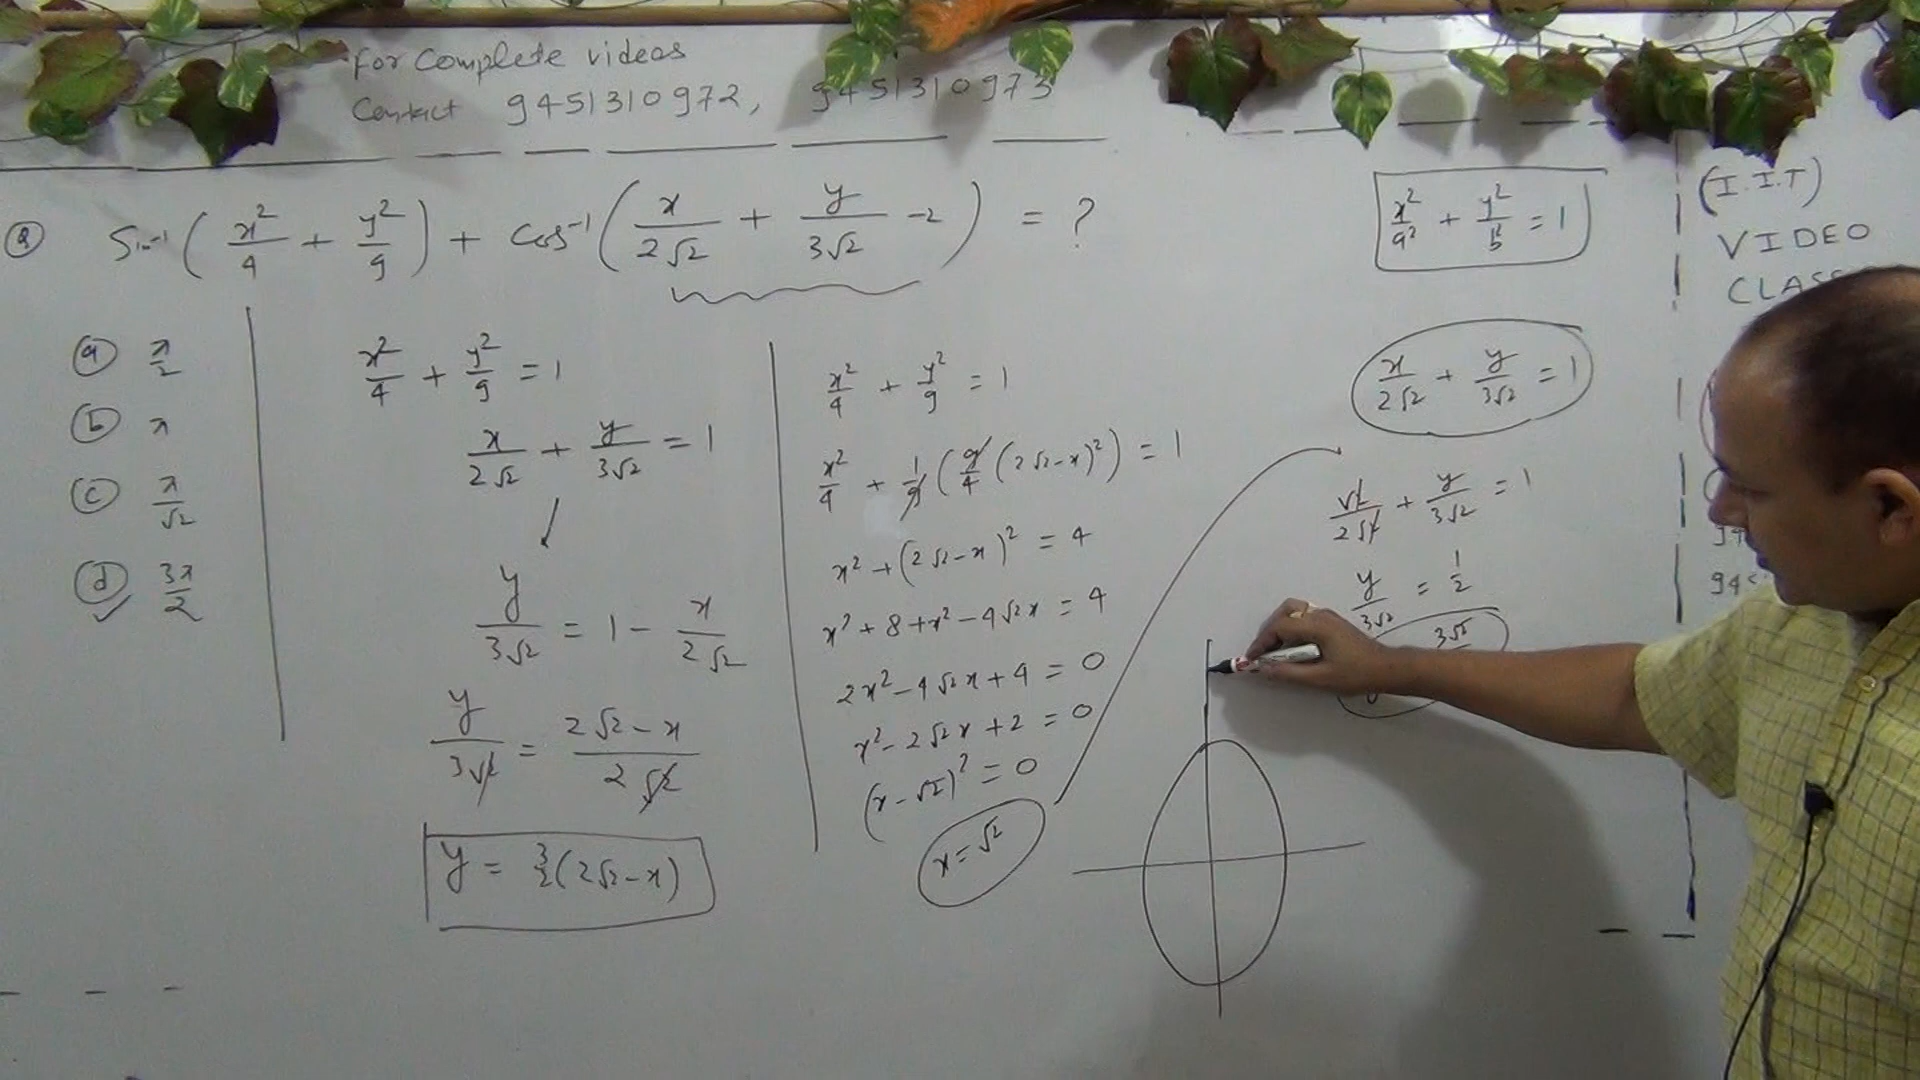 For Complete videos
Contact 9451310972, 9451310973
(Q) Sin⁻¹(x²/4 + y²/9) + Cos⁻¹(x/2√2 + y/3√2 - 2) = ?
(a) π/2
(b) π
(c) π/√2
(d) 3π/2
x²/4 + y²/9 = 1
x/2√2 + y/3√2 = 1
y/3√2 = 1 - x/2√2
y/3√2 = 2√2 - x/2√2
y = 3/2(2√2 - x)
x²/4 + y²/9 = 1
x²/4 + 1/9(9/4(2√2-x)²) = 1
x² + (2√2-x)² = 4
x² + 8 + x² - 4√2x = 4
2x² - 4√2x + 4 = 0
x² - 2√2x + 2 = 0
(x - √2)² = 0
x = √2
x²/a² + y²/b² = 1
x/2√2 + y/3√2 = 1
√2/2√2 + y/3√2 = 1
y/3√2 = 1/2
(I.I.T)
VIDEO